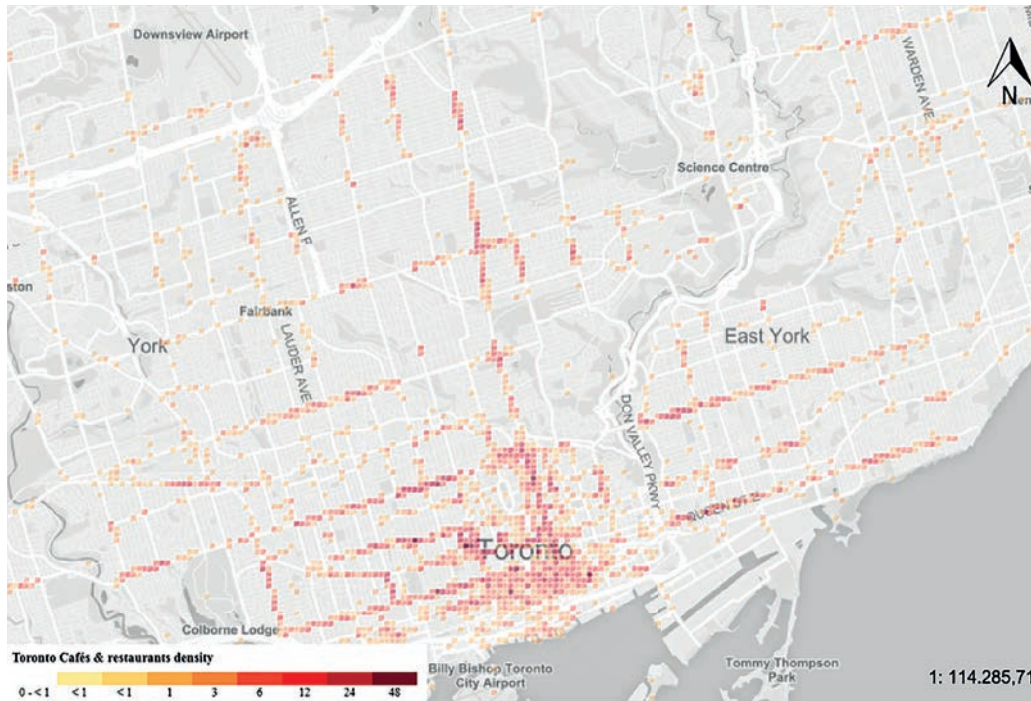 Downsview Airport
WARDEN AVE.
N
Science Centre
ALLEN R
Fairbank
LAUDER AVE.
York
East York
DON VALLEY PKWY
QUEEN ST E
Toronto
Colborne Lodge
Toronto Cafés & restaurants density
0 - < 1 < 1 < 1 1 3 6 12 24 48
Billy Bishop Toronto
City Airport
Tommy Thompson
Park
1: 114.285,71